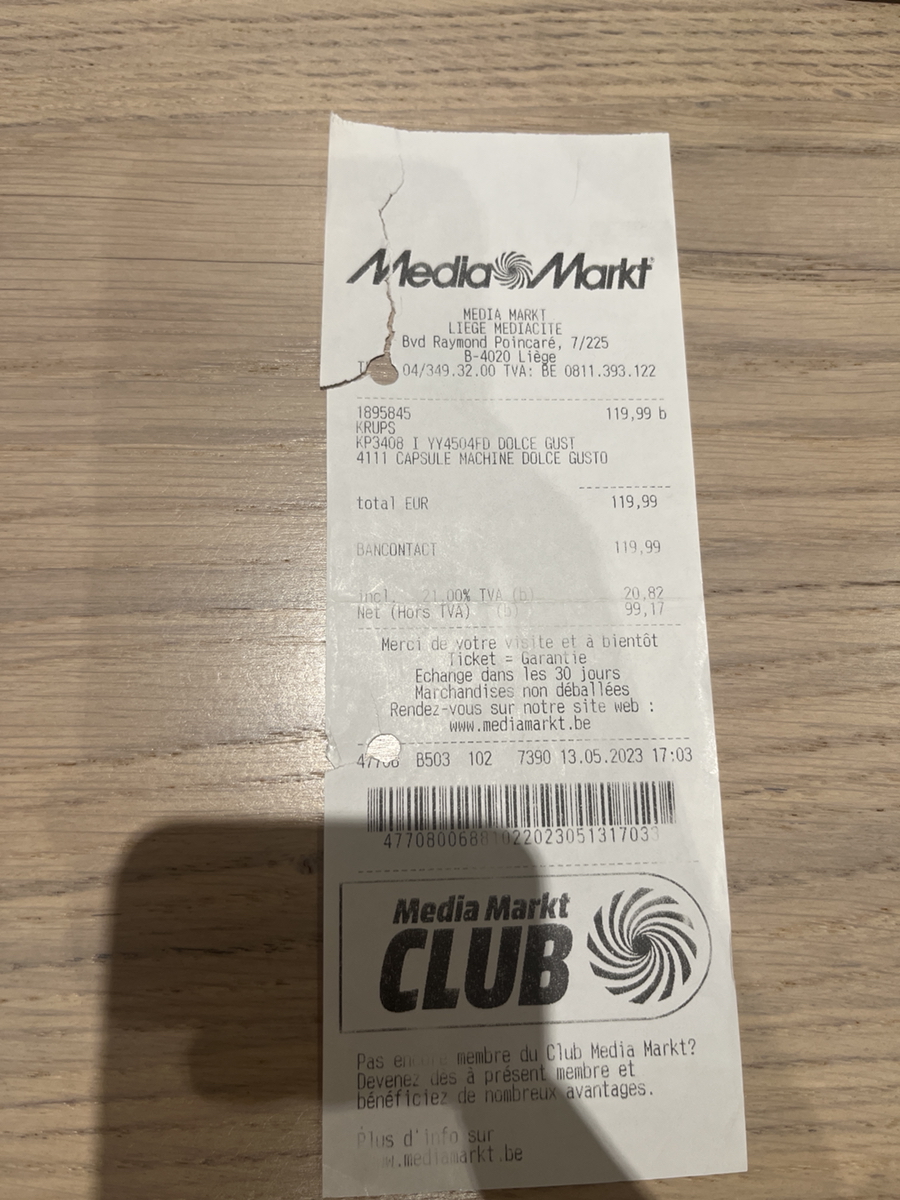 Media Markt
MEDIA MARKT
LIEGE MEDIACITE
Bvd Raymond Poincaré, 7/225
B-4020 Liège
04/349.32.00 TVA: BE 0811.393.122
1895845 119,99 b
KRUPS
KP3408 I YY4504FD DOLCE GUST
4111 CAPSULE MACHINE DOLCE GUSTO
total EUR 119,99
BANCONTACT 119,99
incl. 21.00% TVA (b) 20,82
Net (Hors TVA) (b) 99,17
Merci de votre visite et à bientôt
Ticket = Garantie
Echange dans les 30 jours
Marchandises non déballées
Rendez-vous sur notre site web :
www.mediamarkt.be
B503 102 7390 13.05.2023 17:03
Media Markt
CLUB
Pas encore membre du Club Media Markt?
Devenez dès à présent membre et
bénéficiez de nombreux avantages.
Plus d'info sur
.mediamarkt.be